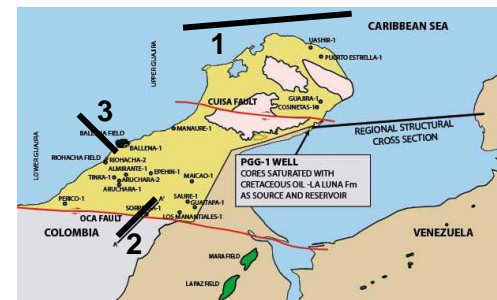 1
CARIBBEAN SEA
UASHIR-1
PUERTO ESTRELLA-1
UPPER GUAJIRA
CUISA FAULT
GUAJIRA-1
COSINETAS-1
3
MANAURE-1
REGIONAL STRUCTURAL
CROSS SECTION
BALLENA FIELD
BALLENA-1
LOWER GUAJIRA
RIOHACHA FIELD
RIOHACHA-2
ALMIRANTE-1
EPEHIN-1
TINKA-1
ARUCHARA-2
MAICAO-1
ARUCHARA-1
PGG-1 WELL
CORES SATURATED WITH
CRETACEOUS OIL -LA LUNA Fm
AS SOURCE AND RESERVOIR
PERICO-1
SAURE-1
GUAITAPA-1
A'
OCA FAULT
LOS MANANTIALES-1
COLOMBIA
2
A
VENEZUELA
MARA FIELD
LA PAZ FIELD